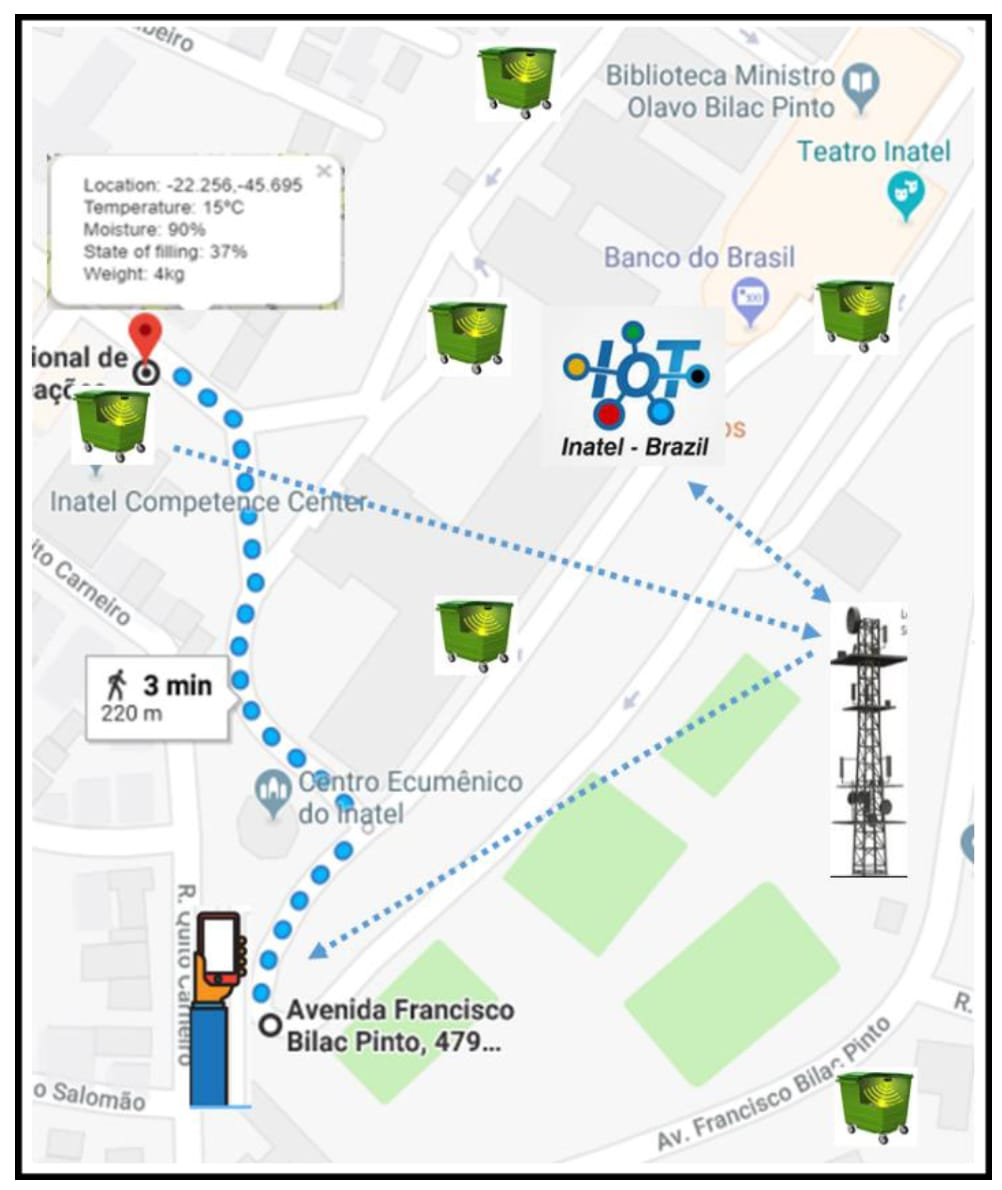 Biblioteca Ministro
Olavo Bilac Pinto
Teatro Inatel
Location: -22.256,-45.695
Temperature: 15°C
Moisture: 90%
State of filling: 37%
Weight: 4kg
Banco do Brasil
ional de
IOT
Inatel - Brazil
Inatel Competence Center
ito Carneiro
3 min
220 m
Centro Ecumênico
do Inatel
R. Quito Carneiro
Avenida Francisco
Bilac Pinto, 479...
R.
o Salomão
Av. Francisco Bilac Pinto